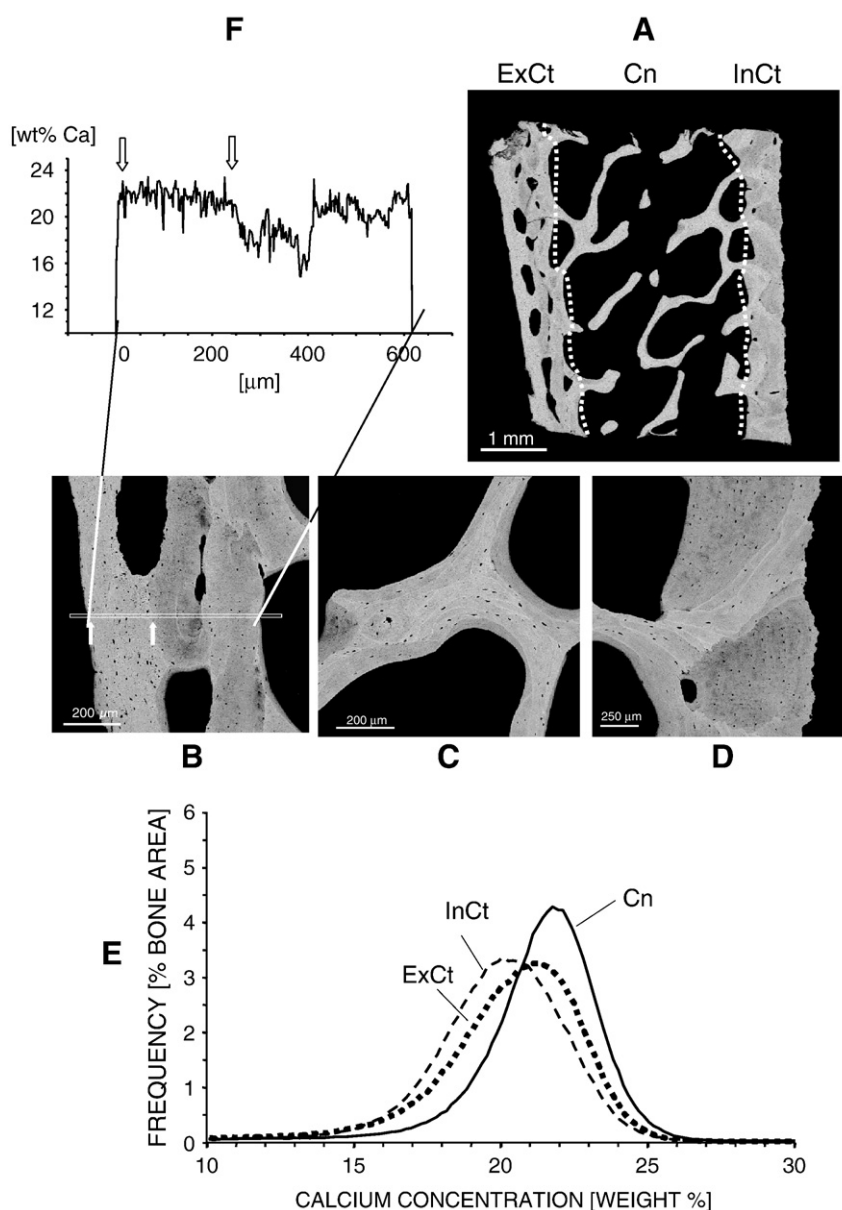 F
A
ExCt Cn InCt
[wt% Ca]
24
20
16
12
0 200 400 600
[µm]
1 mm
200 µm
200 µm
250 µm
B
C
D
E
FREQUENCY [% BONE AREA]
6
5
4
3
2
1
0
InCt
ExCt
Cn
10 15 20 25 30
CALCIUM CONCENTRATION [WEIGHT %]